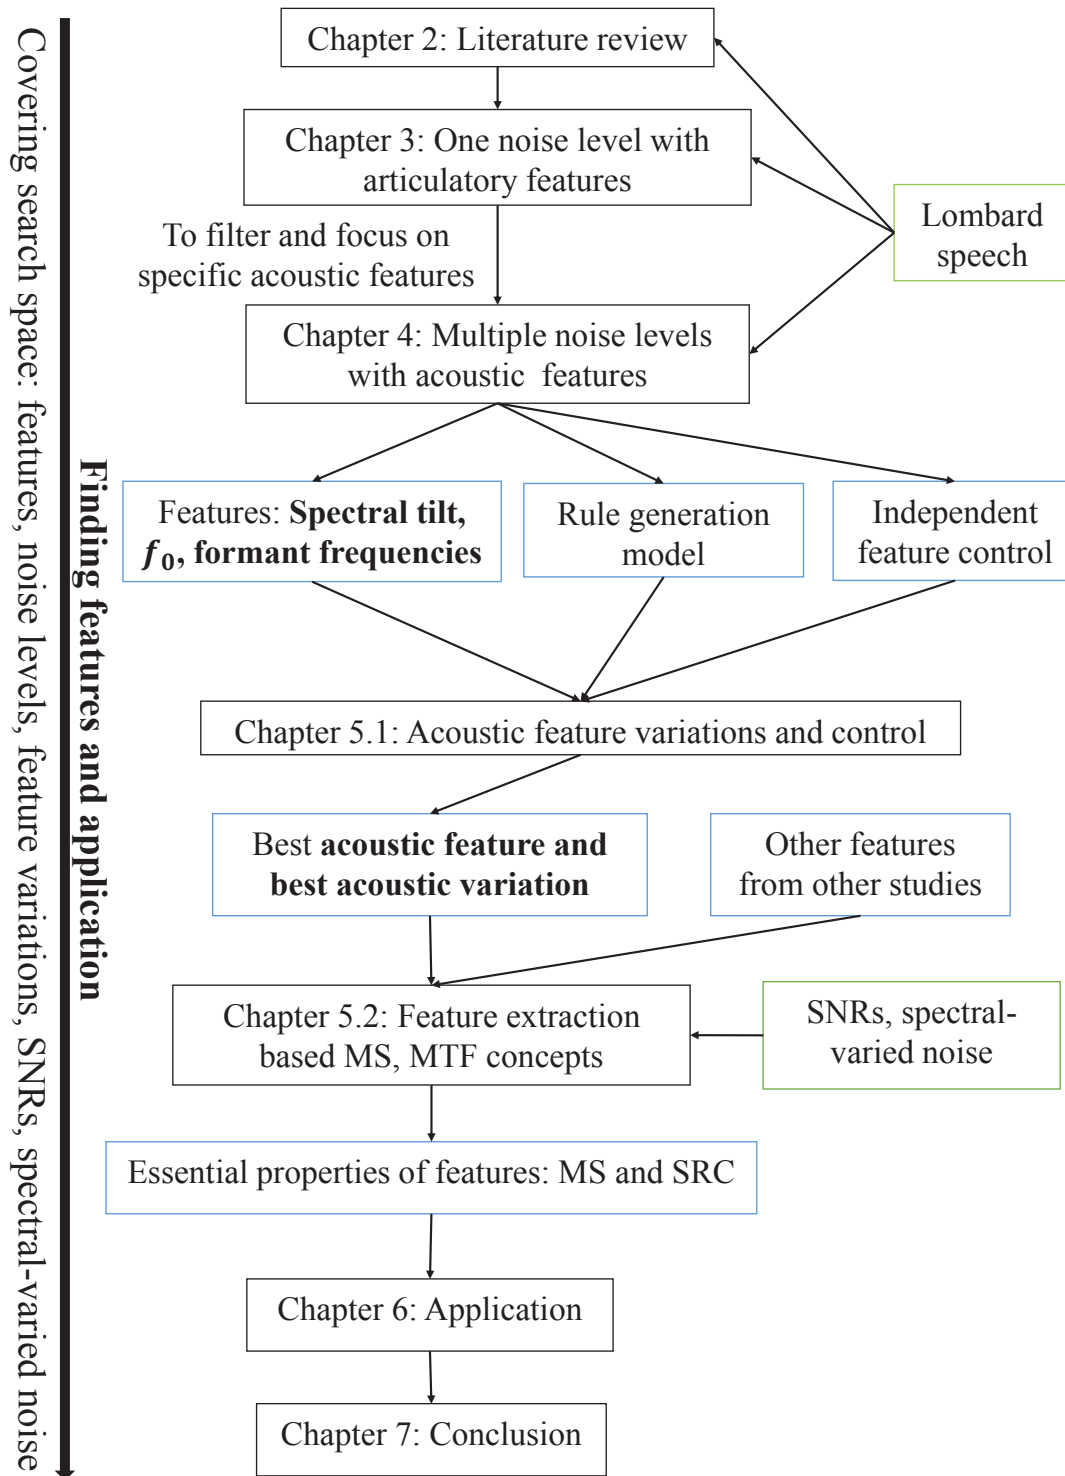 Chapter 2: Literature review
Chapter 3: One noise level with
articulatory features
Lombard
speech
To filter and focus on
specific acoustic features
Chapter 4: Multiple noise levels
with acoustic features
Features: Spectral tilt,
f₀, formant frequencies
Rule generation
model
Independent
feature control
Chapter 5.1: Acoustic feature variations and control
Best acoustic feature and
best acoustic variation
Other features
from other studies
Chapter 5.2: Feature extraction
based MS, MTF concepts
SNRs, spectral-
varied noise
Essential properties of features: MS and SRC
Chapter 6: Application
Chapter 7: Conclusion
Finding features and application
Covering search space: features, noise levels, feature variations, SNRs, spectral-varied noise